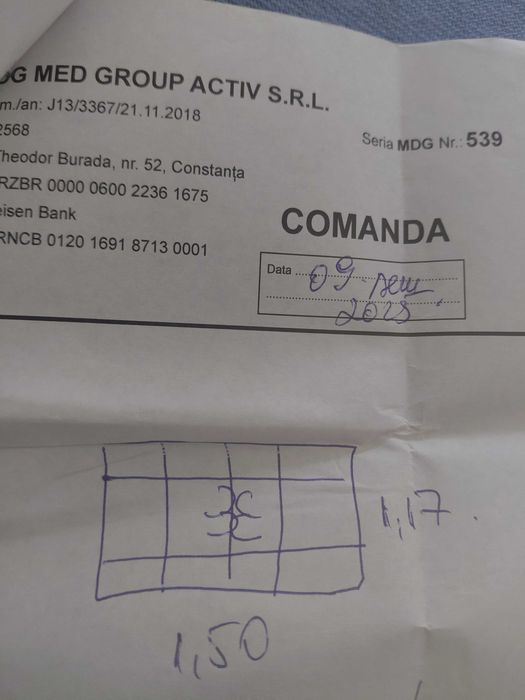 G MED GROUP ACTIV S.R.L.
m./an: J13/3367/21.11.2018
2568
Theodor Burada, nr. 52, Constanța
RZBR 0000 0600 2236 1675
eisen Bank
RNCB 0120 1691 8713 0001
Seria MDG Nr.: 539
COMANDA
Data 09
1,17
1,50